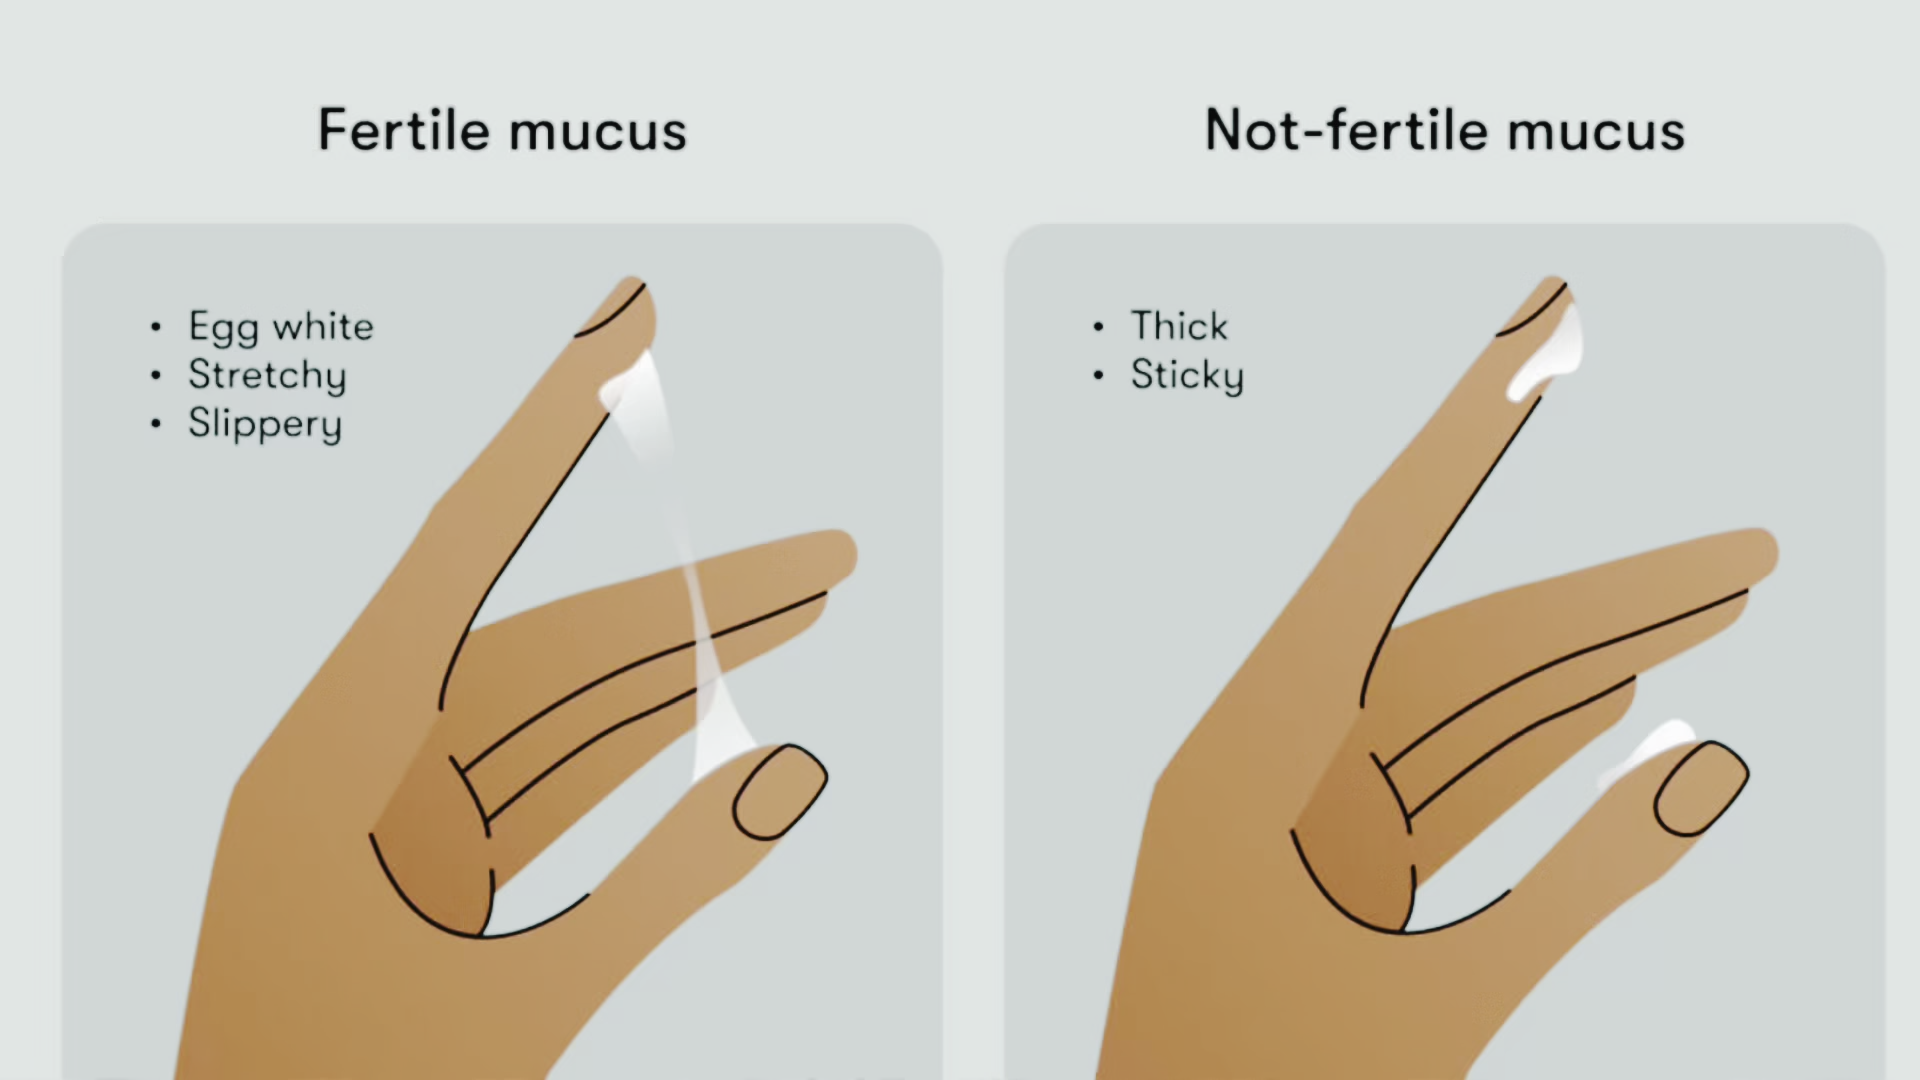 Fertile mucus
• Egg white
• Stretchy
• Slippery
Not-fertile mucus
• Thick
• Sticky